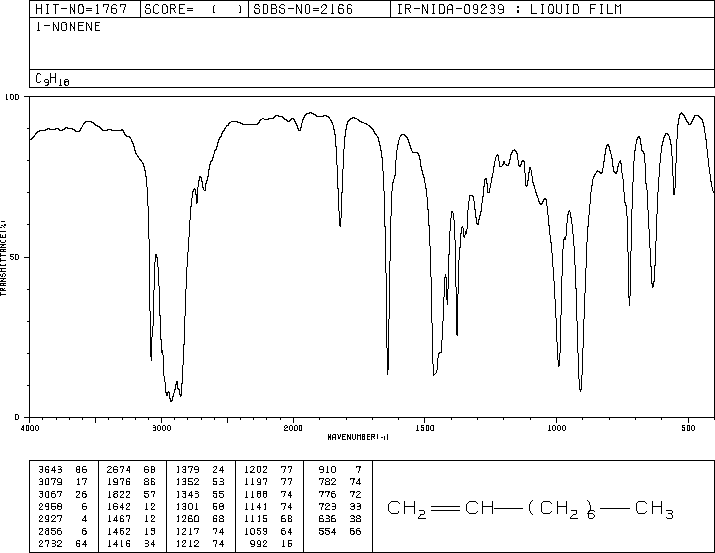 HIT-NO=1767 SCORE= ( ) SDBS-NO=2166 IR-NIDA-09239 : LIQUID FILM
1-NONENE
C9H18
100
50
0
TRANSMITTANCE(%)
4000 3000 2000 1500 1000 500
WAVENUMBER(-1)
3643 86 2674 68 1379 24 1202 77 910 7
3079 17 1976 86 1352 53 1197 77 782 74
3067 26 1822 57 1343 55 1188 74 776 72
2958 6 1642 12 1301 58 1141 74 723 33
2927 4 1467 12 1260 68 1115 68 636 38
2856 6 1462 13 1217 74 1059 64 554 66
2732 64 1416 34 1212 74 992 15
CH2=CH-(CH2)6-CH3